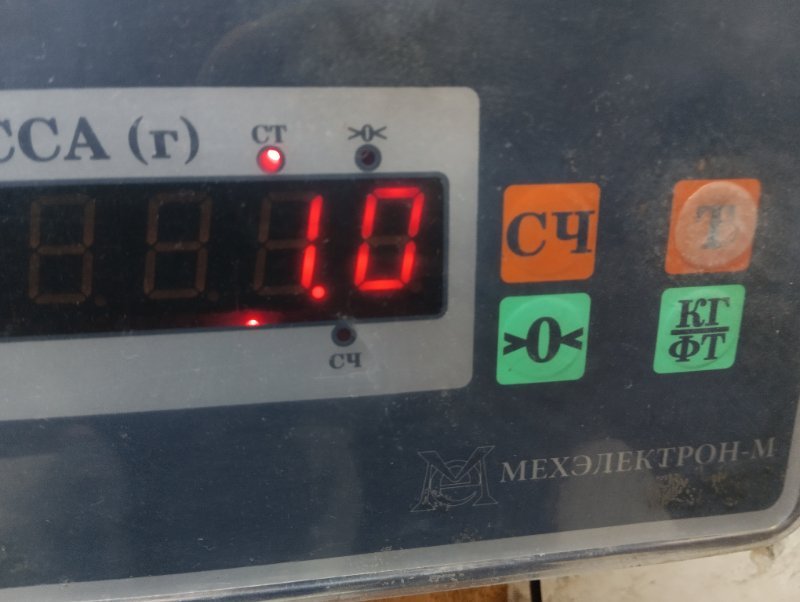 ССА (г)
СТ
>0<
1.0
СЧ
СЧ
Т
>0<
КГ
ФТ
МЕХЭЛЕКТРОН-М